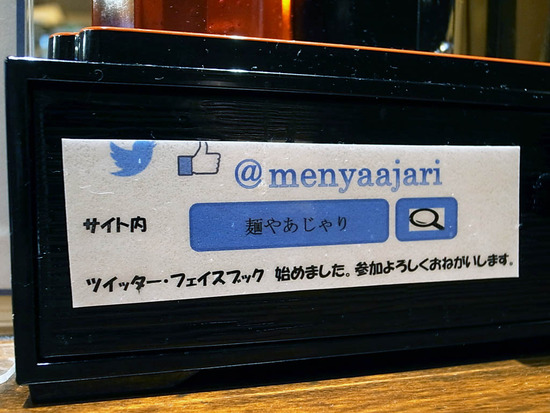 @menyaajari
サイト内 麺やあじゃり
ツイッター・フェイスブック 始めました。参加よろしくおねがいします。